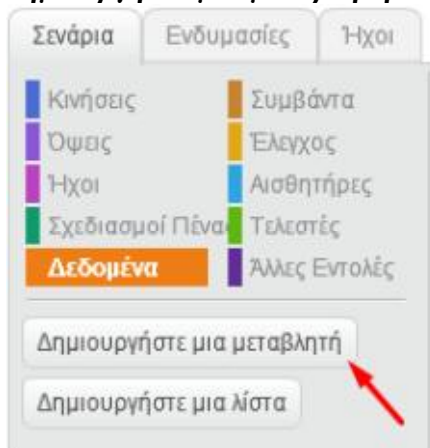 Σενάρια Ενδυμασίες Ήχοι
Κινήσεις Συμβάντα
Όψεις Έλεγχος
Ήχοι Αισθητήρες
Σχεδιασμοί Πένας Τελεστές
Δεδομένα Άλλες Εντολές
Δημιουργήστε μια μεταβλητή
Δημιουργήστε μια λίστα